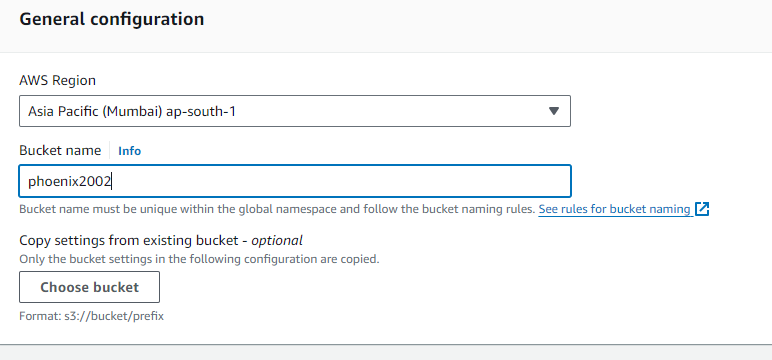 General configuration
AWS Region
Asia Pacific (Mumbai) ap-south-1
Bucket name Info
phoenix2002
Bucket name must be unique within the global namespace and follow the bucket naming rules. See rules for bucket naming
Copy settings from existing bucket - optional
Only the bucket settings in the following configuration are copied.
Choose bucket
Format: s3://bucket/prefix